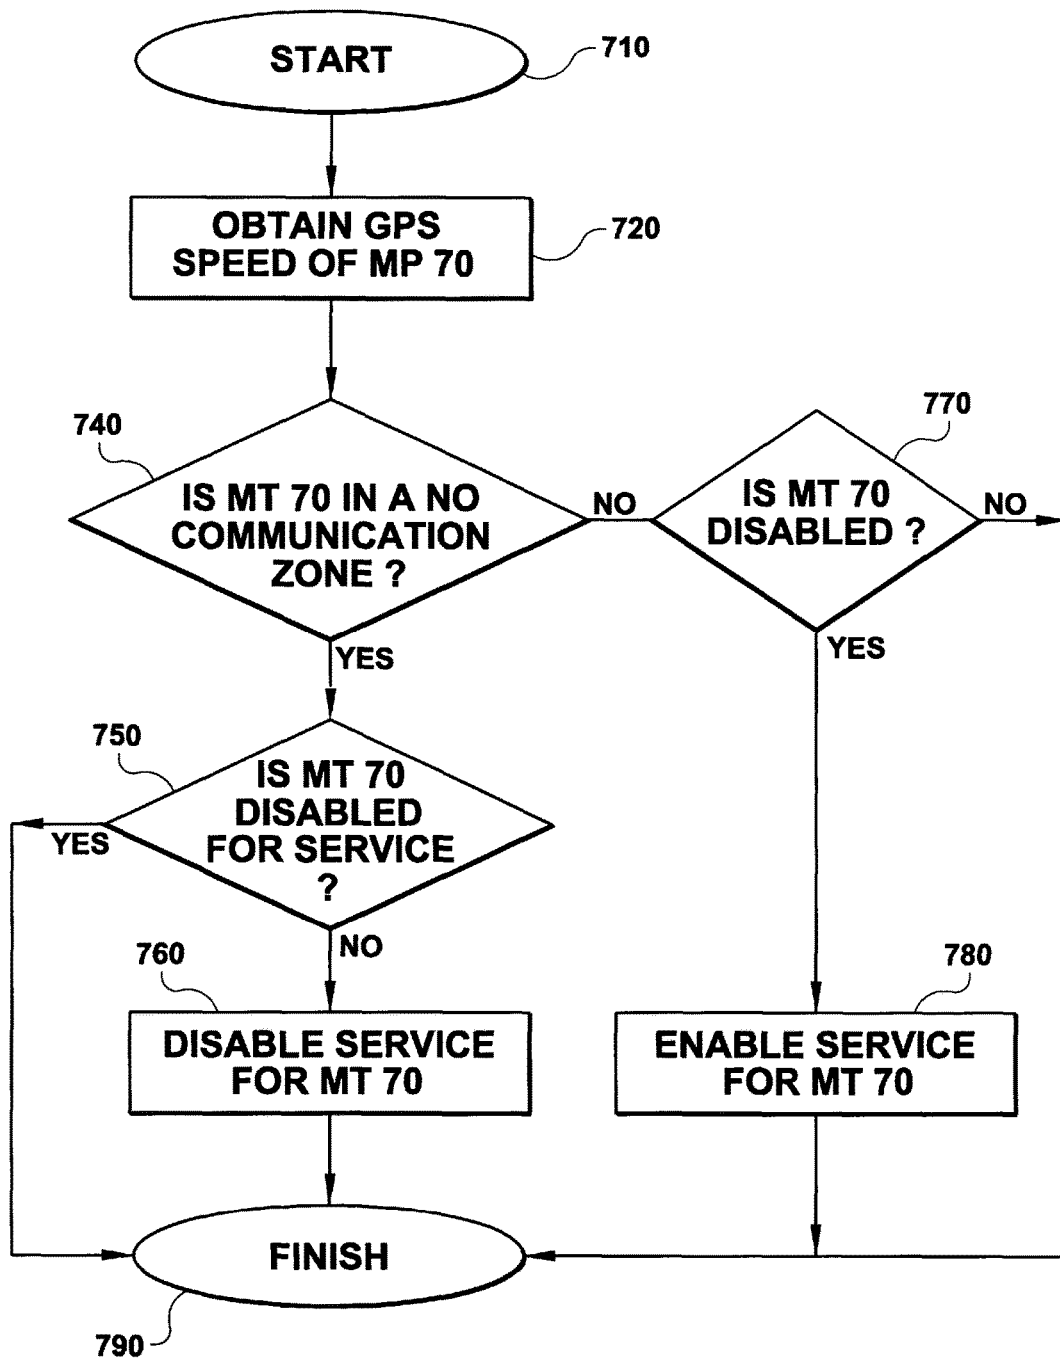 START
710
OBTAIN GPS
SPEED OF MP 70
720
740
IS MT 70 IN A NO
COMMUNICATION
ZONE ?
NO
770
IS MT 70
DISABLED ?
NO
YES
YES
750
IS MT 70
DISABLED
FOR SERVICE
?
YES
NO
760
DISABLE SERVICE
FOR MT 70
780
ENABLE SERVICE
FOR MT 70
FINISH
790